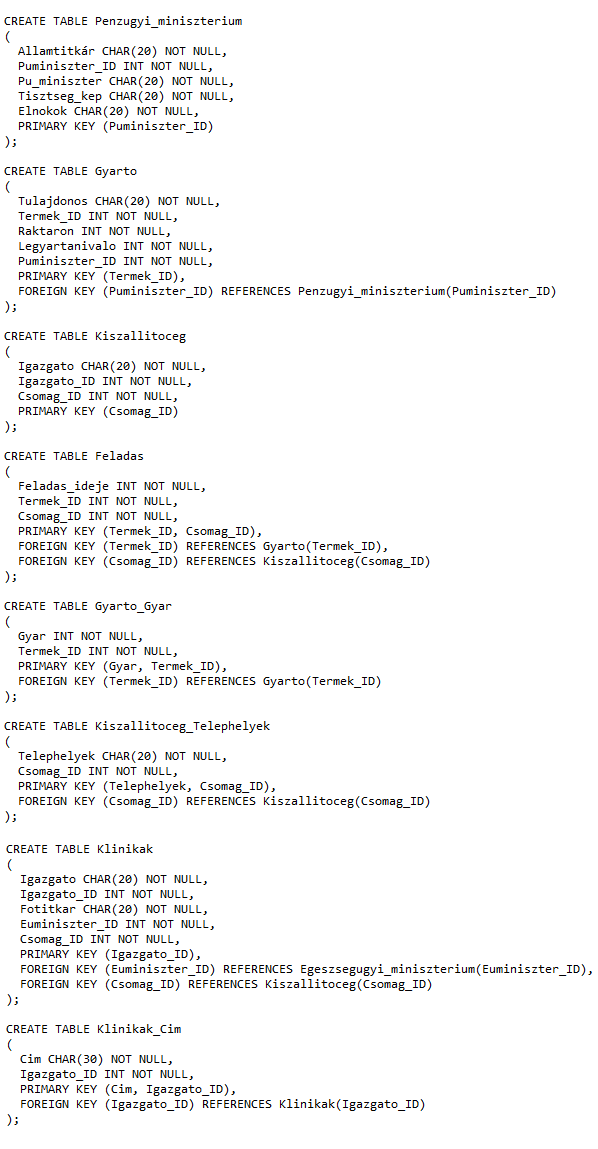 CREATE TABLE Penzugyi_miniszterium
(
  Allamtitkár CHAR(20) NOT NULL,
  Puminiszter_ID INT NOT NULL,
  Pu_miniszter CHAR(20) NOT NULL,
  Tisztseg_kep CHAR(20) NOT NULL,
  Elnokok CHAR(20) NOT NULL,
  PRIMARY KEY (Puminiszter_ID)
);

CREATE TABLE Gyarto
(
  Tulajdonos CHAR(20) NOT NULL,
  Termek_ID INT NOT NULL,
  Raktaron INT NOT NULL,
  Legyartanivalo INT NOT NULL,
  Puminiszter_ID INT NOT NULL,
  PRIMARY KEY (Termek_ID),
  FOREIGN KEY (Puminiszter_ID) REFERENCES Penzugyi_miniszterium(Puminiszter_ID)
);

CREATE TABLE Kiszallitoceg
(
  Igazgato CHAR(20) NOT NULL,
  Igazgato_ID INT NOT NULL,
  Csomag_ID INT NOT NULL,
  PRIMARY KEY (Csomag_ID)
);

CREATE TABLE Feladas
(
  Feladas_ideje INT NOT NULL,
  Termek_ID INT NOT NULL,
  Csomag_ID INT NOT NULL,
  PRIMARY KEY (Termek_ID, Csomag_ID),
  FOREIGN KEY (Termek_ID) REFERENCES Gyarto(Termek_ID),
  FOREIGN KEY (Csomag_ID) REFERENCES Kiszallitoceg(Csomag_ID)
);

CREATE TABLE Gyarto_Gyar
(
  Gyar INT NOT NULL,
  Termek_ID INT NOT NULL,
  PRIMARY KEY (Gyar, Termek_ID),
  FOREIGN KEY (Termek_ID) REFERENCES Gyarto(Termek_ID)
);

CREATE TABLE Kiszallitoceg_Telephelyek
(
  Telephelyek CHAR(20) NOT NULL,
  Csomag_ID INT NOT NULL,
  PRIMARY KEY (Telephelyek, Csomag_ID),
  FOREIGN KEY (Csomag_ID) REFERENCES Kiszallitoceg(Csomag_ID)
);

CREATE TABLE Klinikak
(
  Igazgato CHAR(20) NOT NULL,
  Igazgato_ID INT NOT NULL,
  Fotitkar CHAR(20) NOT NULL,
  Euminiszter_ID INT NOT NULL,
  Csomag_ID INT NOT NULL,
  PRIMARY KEY (Igazgato_ID),
  FOREIGN KEY (Euminiszter_ID) REFERENCES Egeszsegugyi_miniszterium(Euminiszter_ID),
  FOREIGN KEY (Csomag_ID) REFERENCES Kiszallitoceg(Csomag_ID)
);

CREATE TABLE Klinikak_Cim
(
  Cim CHAR(30) NOT NULL,
  Igazgato_ID INT NOT NULL,
  PRIMARY KEY (Cim, Igazgato_ID),
  FOREIGN KEY (Igazgato_ID) REFERENCES Klinikak(Igazgato_ID)
);